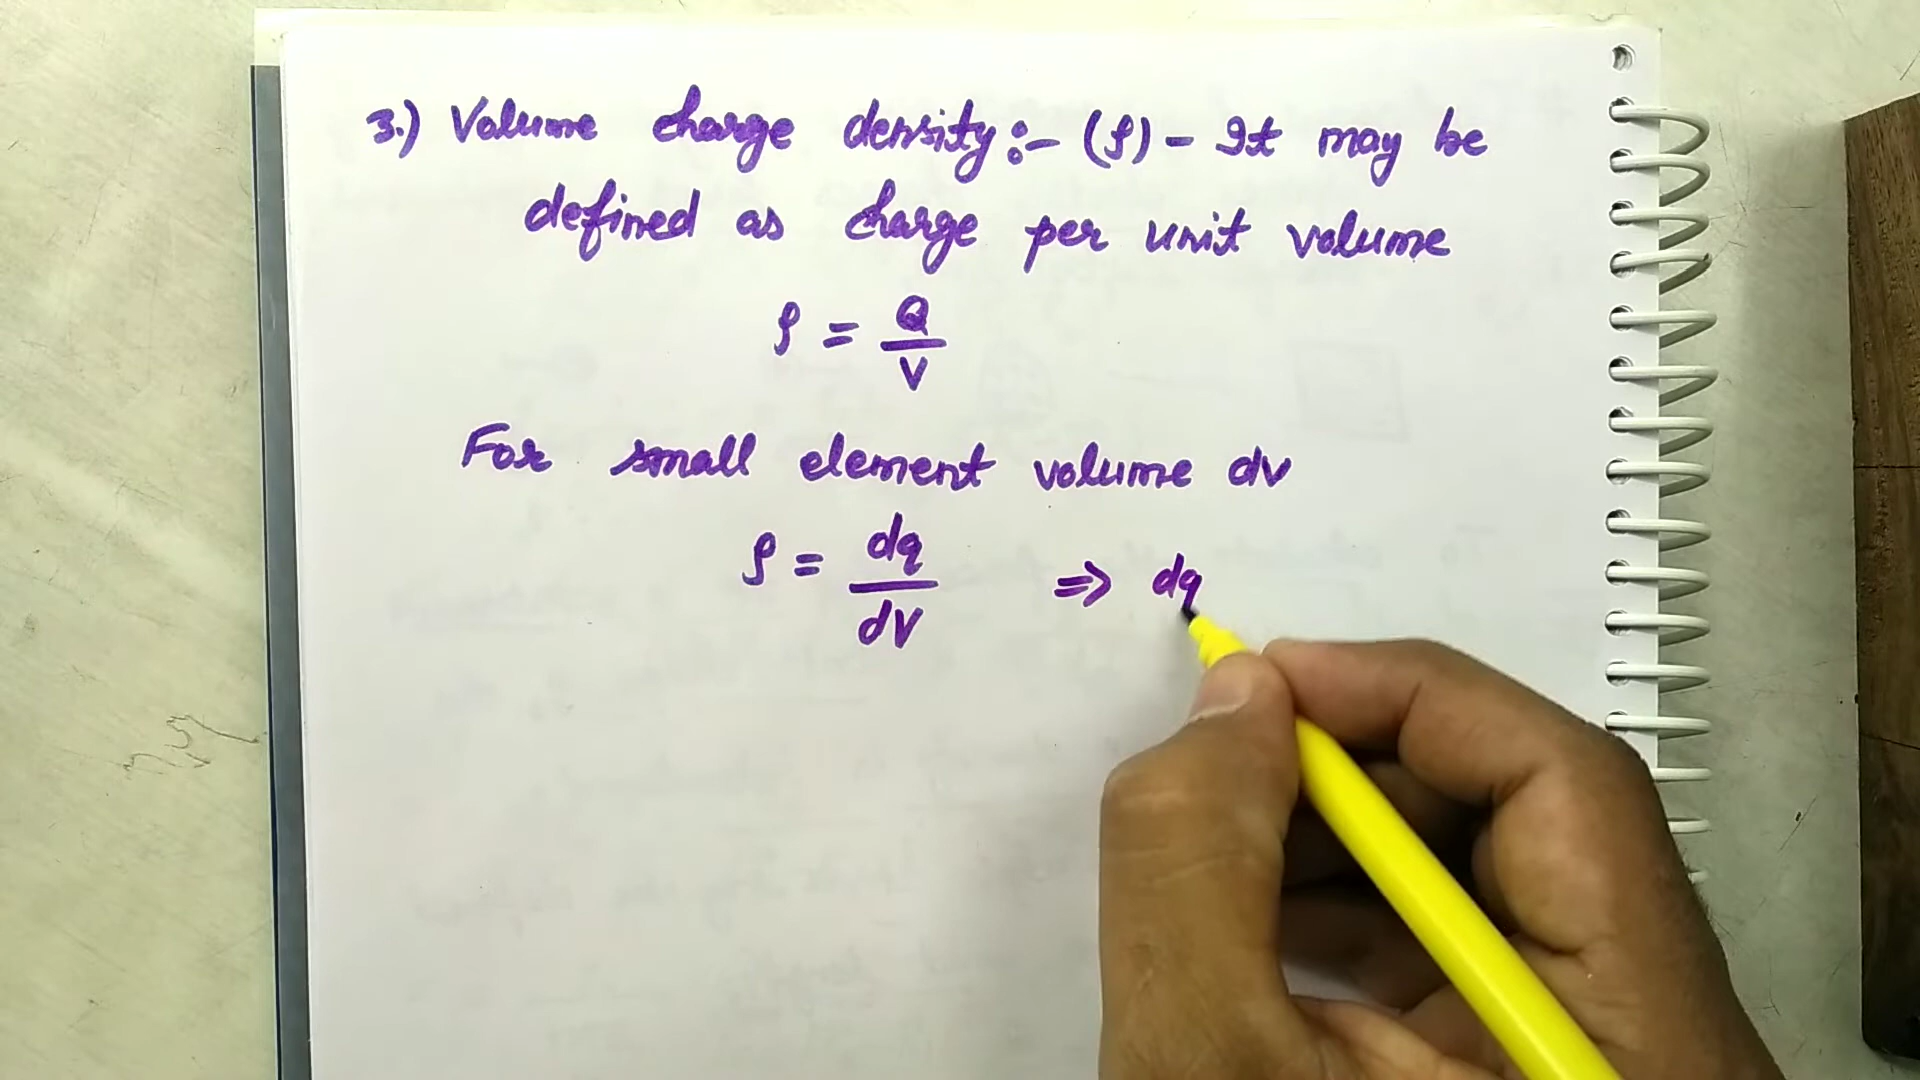 3.) Volume charge density:- (ρ) - It may be
defined as charge per unit volume
ρ = Q/V
For small element volume dv
ρ = dq/dV ⇒ dq